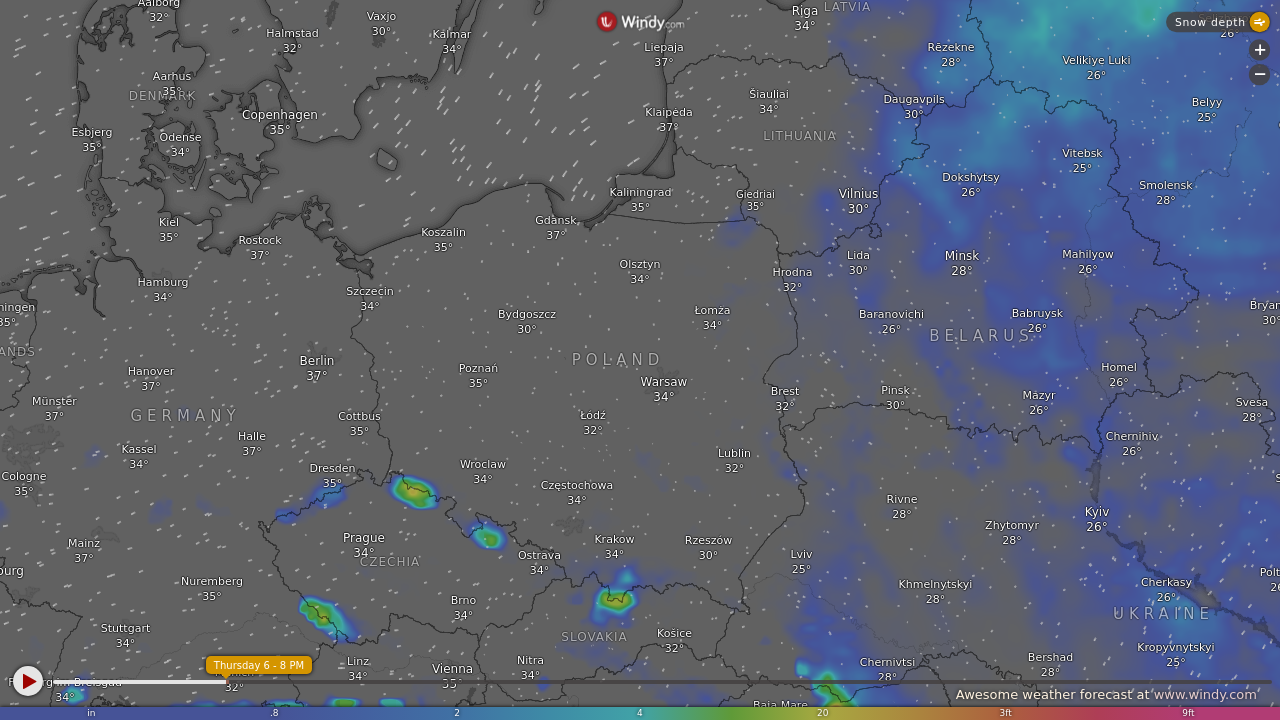 Aalborg
32°
Halmstad
32°
Vaxjo
30°
Kalmar
34°
Windy.com
Riga
34°
LATVIA
Snow depth
26°
Liepaja
37°
Rēzekne
28°
Velikiye Luki
26°
Aarhus
35°
DENMARK
Copenhagen
35°
Esbjerg
35°
Odense
34°
Klaipėda
37°
Šiauliai
34°
LITHUANIA
Daugavpils
30°
Belyy
25°
Vitebsk
25°
Dokshytsy
26°
Smolensk
28°
Kaliningrad
35°
Giedriai
35°
Vilnius
30°
Kiel
35°
Rostock
37°
Koszalin
35°
Gdańsk
37°
Olsztyn
34°
Hrodna
32°
Lida
30°
Minsk
28°
Mahilyow
26°
Hamburg
34°
Szczecin
34°
Bydgoszcz
30°
Łomża
34°
Baranovichi
26°
Babruysk
26°
BELARUS
30°
35°
ANDS
Hanover
37°
Berlin
37°
Poznań
35°
POLAND
Warsaw
34°
Brest
32°
Pinsk
30°
Mazyr
26°
Homel
26°
Svesa
28°
Münster
37°
GERMANY
Cottbus
35°
Łódź
32°
Kassel
34°
Halle
37°
Chernihiv
26°
Cologne
35°
Dresden
35°
Wroclaw
34°
Częstochowa
34°
Lublin
32°
Rivne
28°
Kyiv
26°
Zhytomyr
28°
Mainz
37°
Prague
34°
CZECHIA
Ostrava
34°
Krakow
34°
Rzeszów
30°
Lviv
25°
Nuremberg
35°
Brno
34°
Khmelnytskyi
28°
Cherkasy
26°
UKRAINE
Stuttgart
34°
SLOVAKIA
Košice
32°
Kropyvnytskyi
25°
Thursday 6 - 8 PM
32°
34°
Linz
34°
Vienna
Nitra
34°
Chernivtsi
28°
Bershad
28°
Baia Mare
Awesome weather forecast at www.windy.com
in .8 2 4 20 3ft 9ft